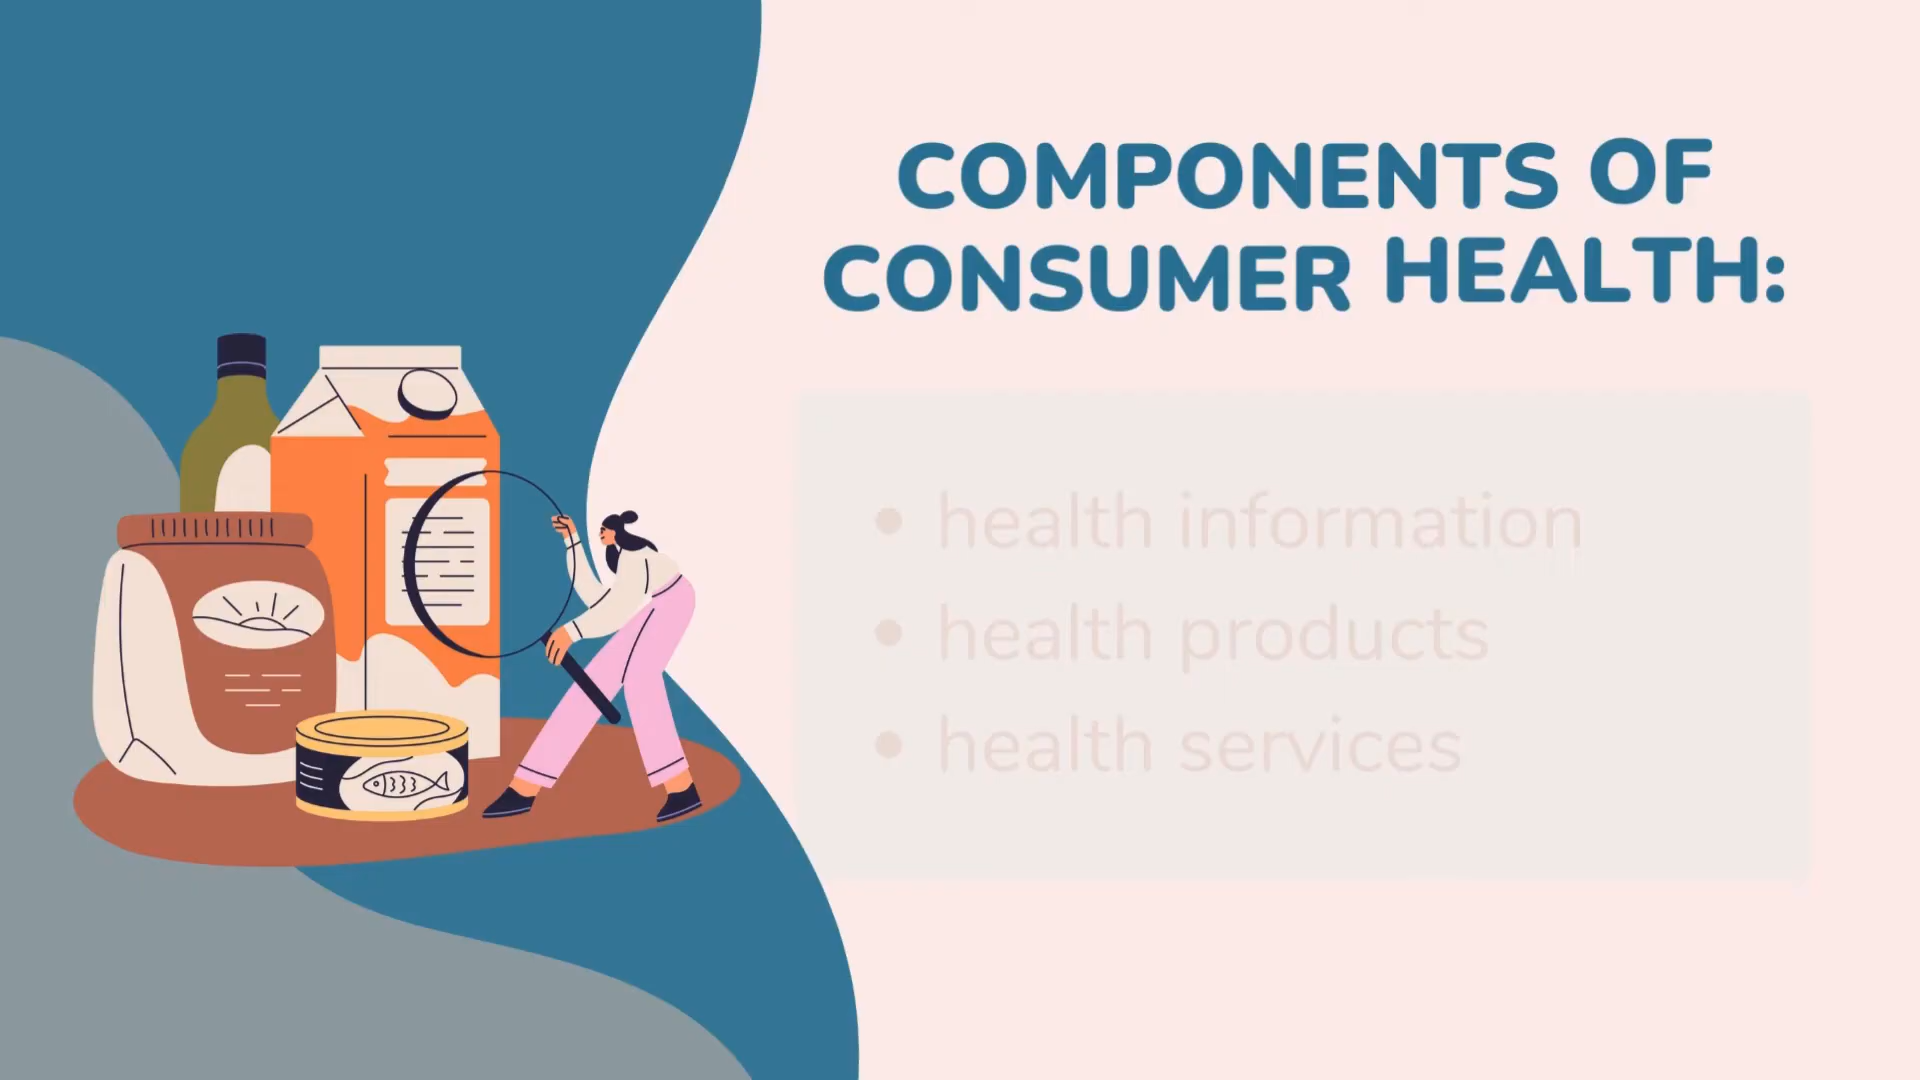 COMPONENTS OF
CONSUMER HEALTH:
• health information
• health products
• health services